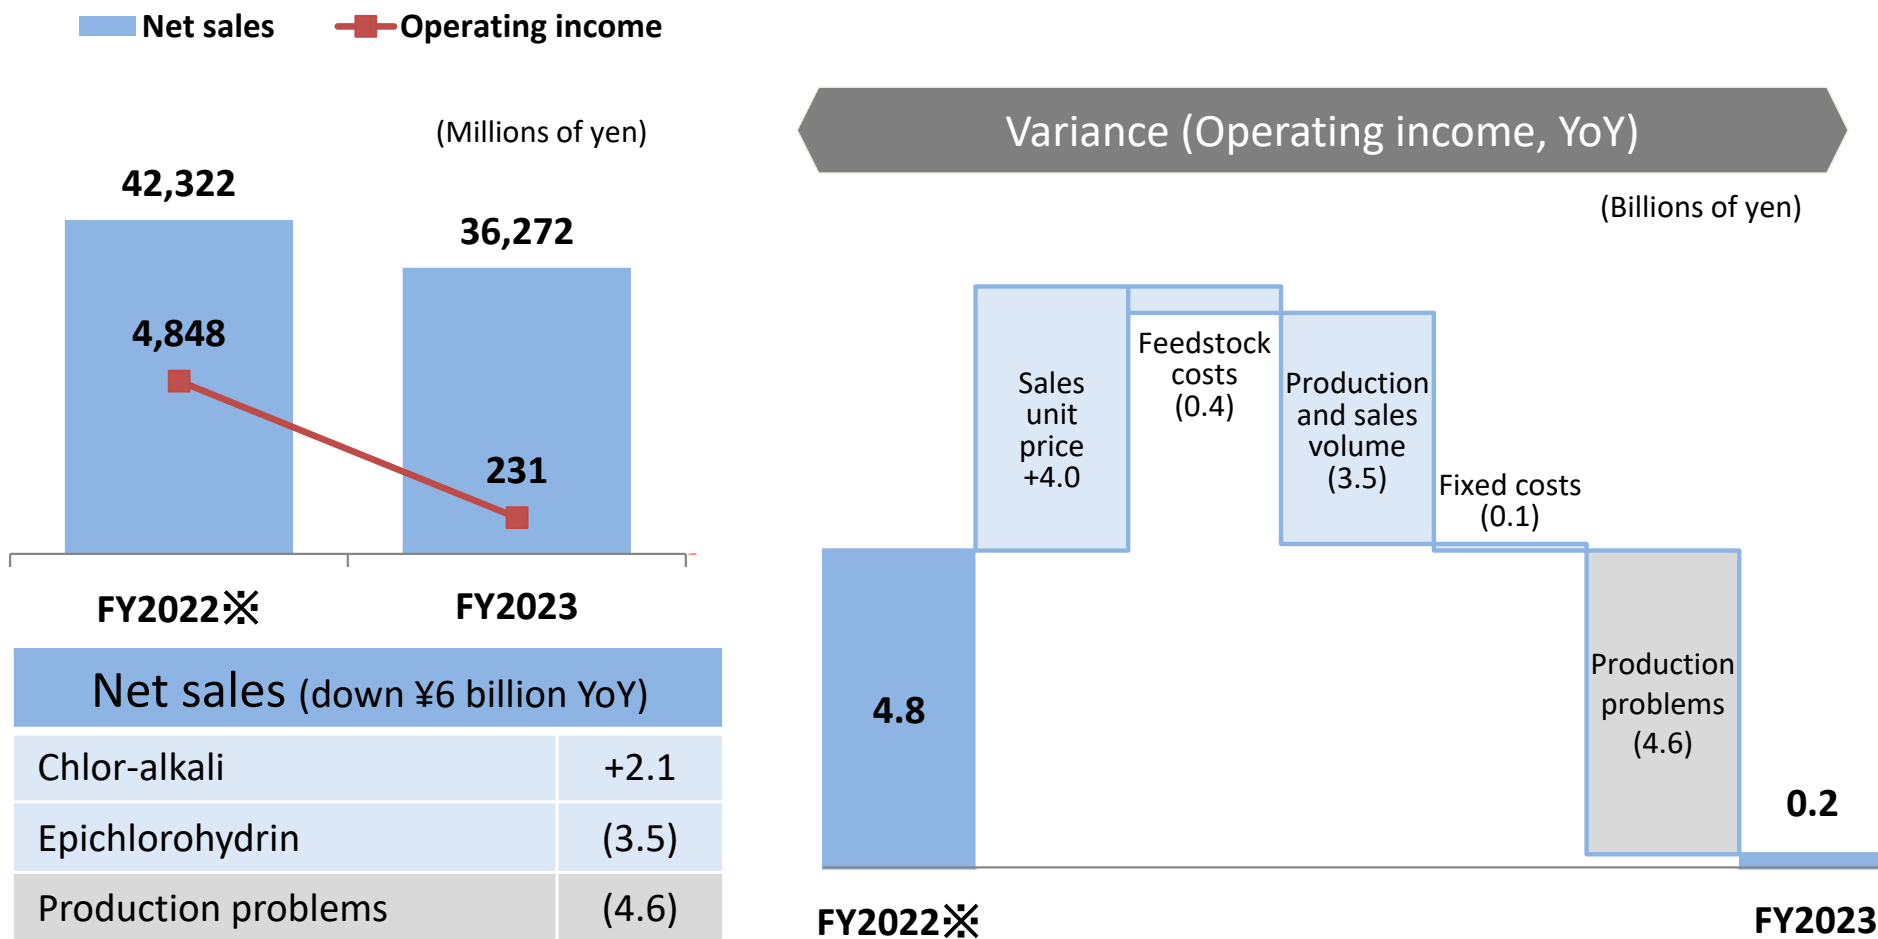 Net sales
Operating income
(Millions of yen)
42,322
36,272
4,848
231
FY2022※
FY2023
Net sales (down ¥6 billion YoY)
Chlor-alkali +2.1
Epichlorohydrin (3.5)
Production problems (4.6)
Variance (Operating income, YoY)
(Billions of yen)
4.8
Sales
unit
price
+4.0
Feedstock
costs
(0.4)
Production
and sales
volume
(3.5)
Fixed costs
(0.1)
Production
problems
(4.6)
0.2
FY2022※
FY2023